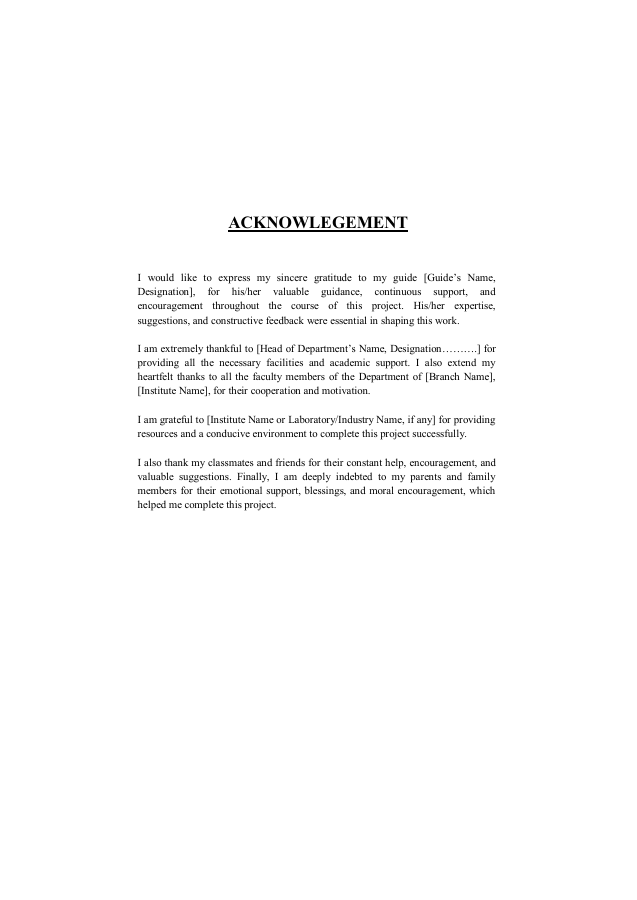 ACKNOWLEGEMENT
I would like to express my sincere gratitude to my guide [Guide’s Name,
Designation], for his/her valuable guidance, continuous support, and
encouragement throughout the course of this project. His/her expertise,
suggestions, and constructive feedback were essential in shaping this work.
I am extremely thankful to [Head of Department’s Name, Designation……….] for
providing all the necessary facilities and academic support. I also extend my
heartfelt thanks to all the faculty members of the Department of [Branch Name],
[Institute Name], for their cooperation and motivation.
I am grateful to [Institute Name or Laboratory/Industry Name, if any] for providing
resources and a conducive environment to complete this project successfully.
I also thank my classmates and friends for their constant help, encouragement, and
valuable suggestions. Finally, I am deeply indebted to my parents and family
members for their emotional support, blessings, and moral encouragement, which
helped me complete this project.